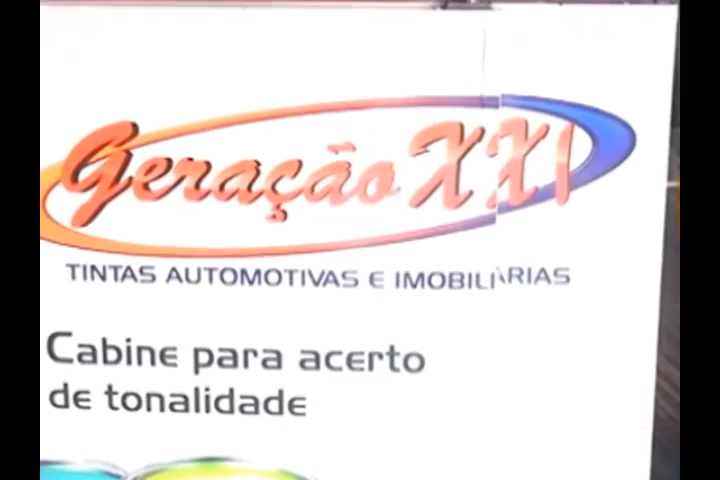 Geração XXI
TINTAS AUTOMOTIVAS E IMOBILIÁRIAS
Cabine para acerto
de tonalidade